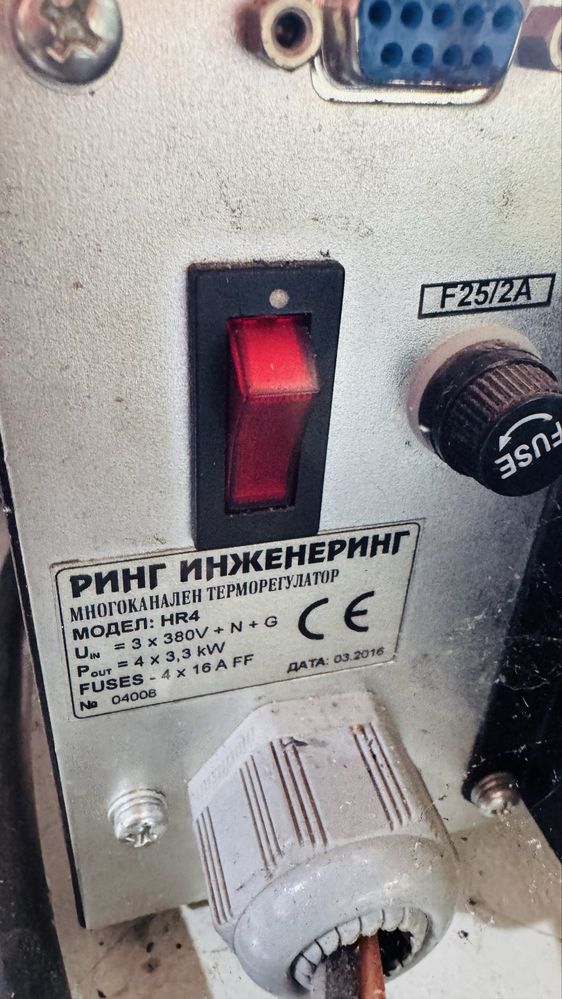 F25/2A
FUSE
РИНГ ИНЖЕНЕРИНГ
МНОГОКАНАЛЕН ТЕРМОРЕГУЛАТОР
МОДЕЛ: HR4
CE
UIN = 3 x 380V + N + G
POUT = 4 x 3,3 kW
FUSES - 4 x 16 A FF
№ 04008
ДАТА: 03.2016